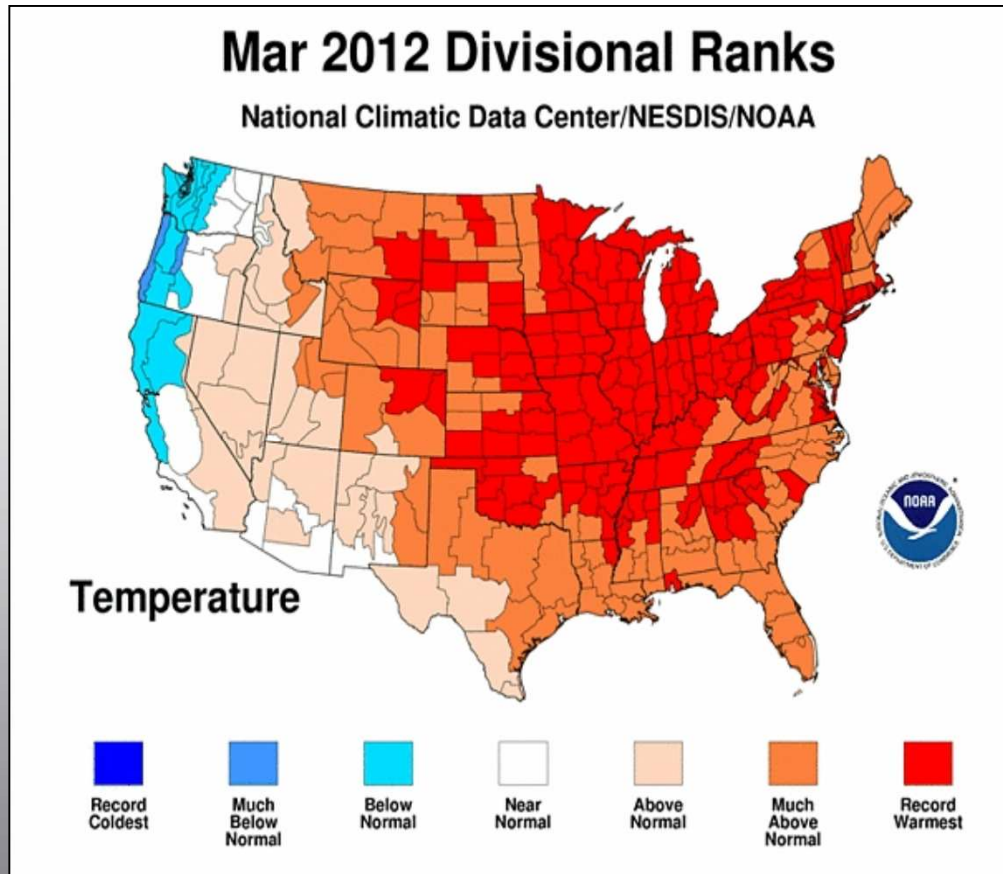 Mar 2012 Divisional Ranks
National Climatic Data Center/NESDIS/NOAA
NOAA
Temperature
Record
Coldest
Much
Below
Normal
Below
Normal
Near
Normal
Above
Normal
Much
Above
Normal
Record
Warmest